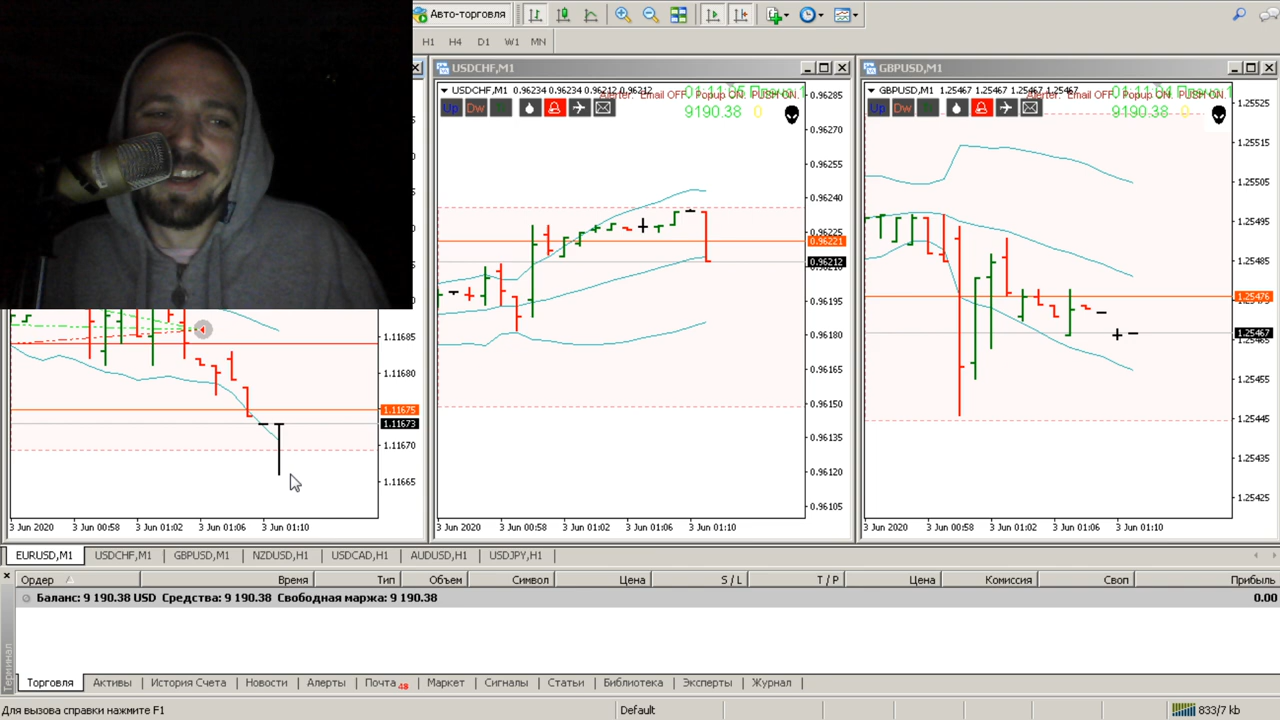 Авто-торговля
H1 H4 D1 W1 MN
USDCHF,M1
USDCHF,M1 0.96234 0.96234 0.96212 0.96212
Alerter: Email OFF. Popup ON. PUSH ON.
Up Dw
9190.38 0
0.96285
0.96270
0.96255
0.96240
0.96225
0.96221
0.96212
0.96195
0.96180
0.96165
0.96150
0.96135
0.96120
0.96105
3 Jun 2020 3 Jun 00:58 3 Jun 01:02 3 Jun 01:06 3 Jun 01:10
GBPUSD,M1
GBPUSD,M1 1.25467 1.25467 1.25467 1.25467
Alerter: Email OFF. Popup ON. PUSH ON.
Up Dw
9190.38 0
1.25525
1.25515
1.25505
1.25495
1.25485
1.25476
1.25467
1.25465
1.25455
1.25445
1.25435
1.25425
3 Jun 2020 3 Jun 00:58 3 Jun 01:02 3 Jun 01:06 3 Jun 01:10
1.11685
1.11680
1.11675
1.11673
1.11670
1.11665
3 Jun 2020 3 Jun 00:58 3 Jun 01:02 3 Jun 01:06 3 Jun 01:10
EURUSD,M1 USDCHF,M1 GBPUSD,M1 NZDUSD,H1 USDCAD,H1 AUDUSD,H1 USDJPY,H1
Ордер Время Тип Объем Символ Цена S / L T / P Цена Комиссия Своп Прибыль
Баланс: 9 190.38 USD Средства: 9 190.38 Свободная маржа: 9 190.38 0.00
Терминал
Торговля Активы История Счета Новости Алерты Почта 48 Маркет Сигналы Статьи Библиотека Эксперты Журнал
Для вызова справки нажмите F1 Default 833/7 kb